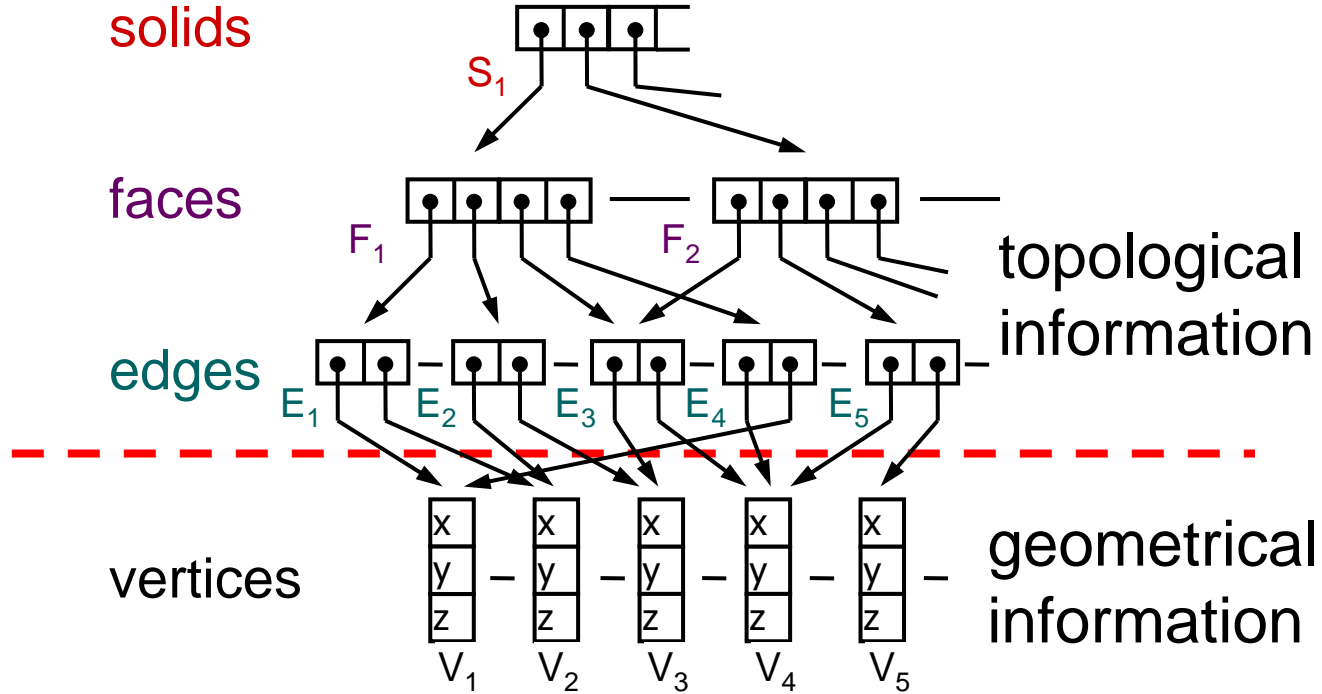 solids
S1
faces
F1 F2
topological
information
edges
E1 E2 E3 E4 E5
x x x x x
geometrical
information
vertices
y y y y y
z z z z z
V1 V2 V3 V4 V5